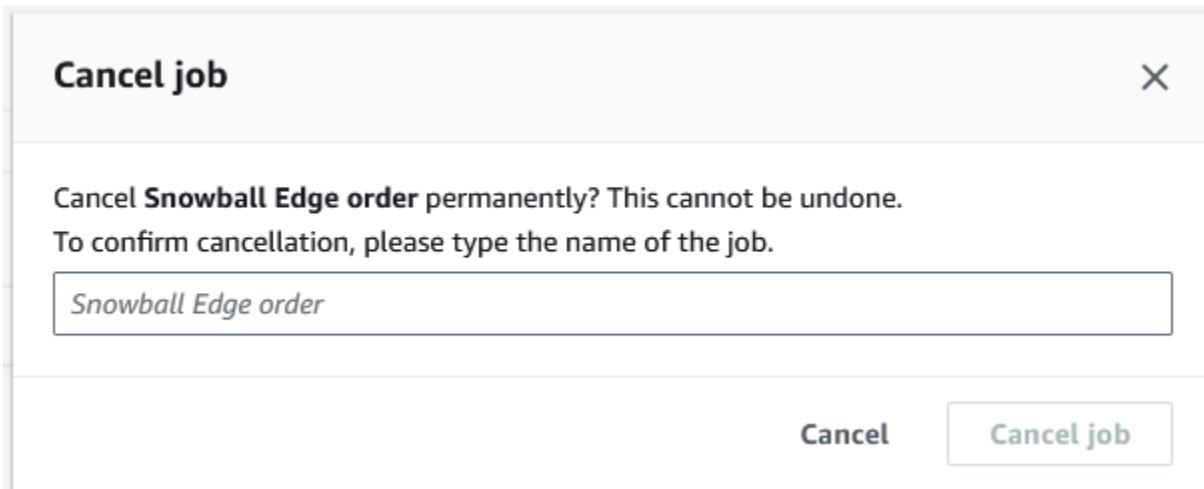 Cancel job
Cancel Snowball Edge order permanently? This cannot be undone.
To confirm cancellation, please type the name of the job.
Snowball Edge order
Cancel Cancel job